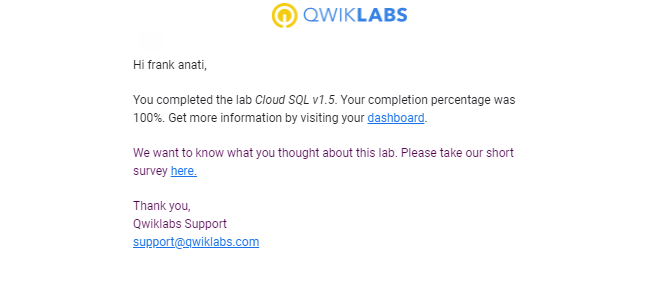 QWIKLABS
Hi frank anati,
You completed the lab Cloud SQL v1.5. Your completion percentage was
100%. Get more information by visiting your dashboard.
We want to know what you thought about this lab. Please take our short
survey here.
Thank you,
Qwiklabs Support
support@qwiklabs.com